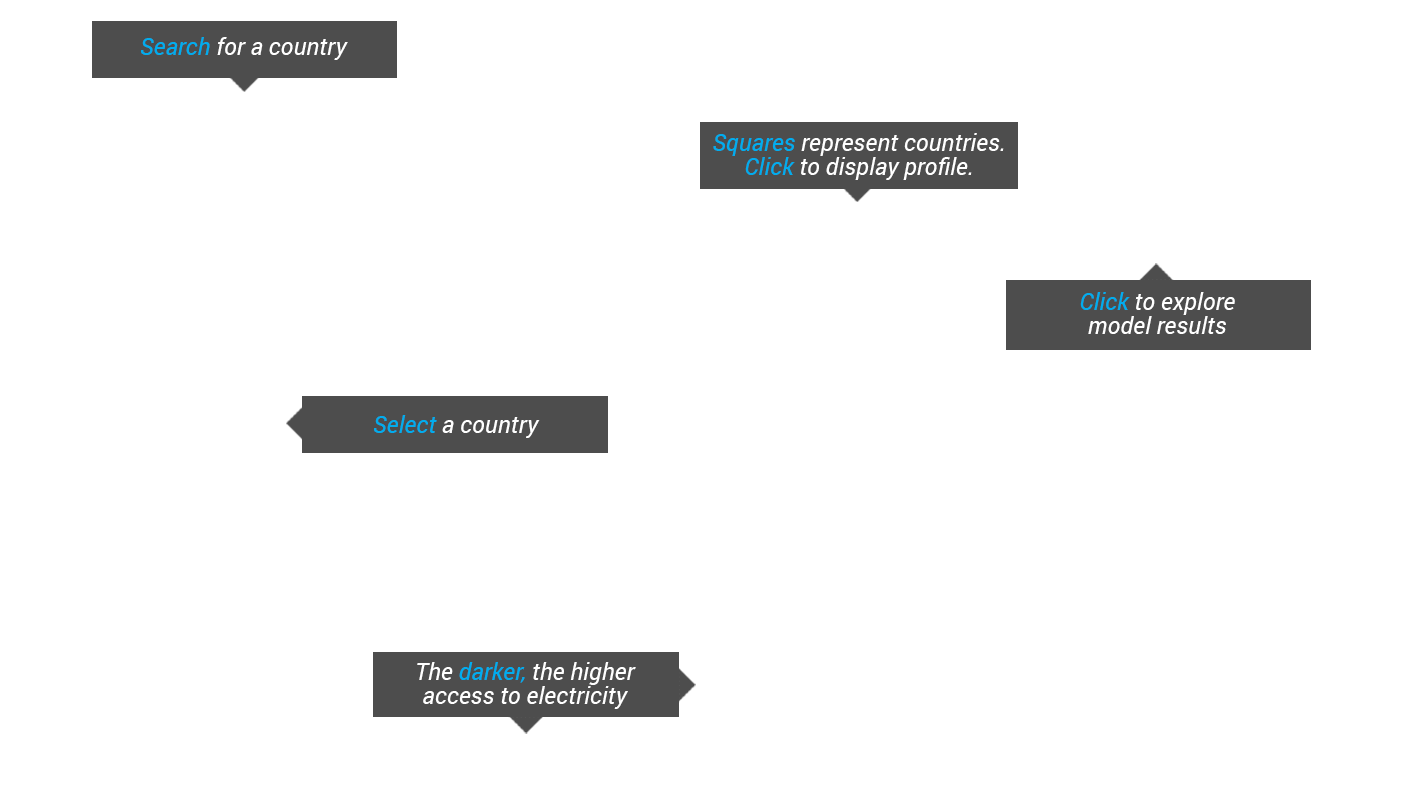 Search for a country
Squares represent countries.
Click to display profile.
Click to explore
model results
Select a country
The darker, the higher
access to electricity